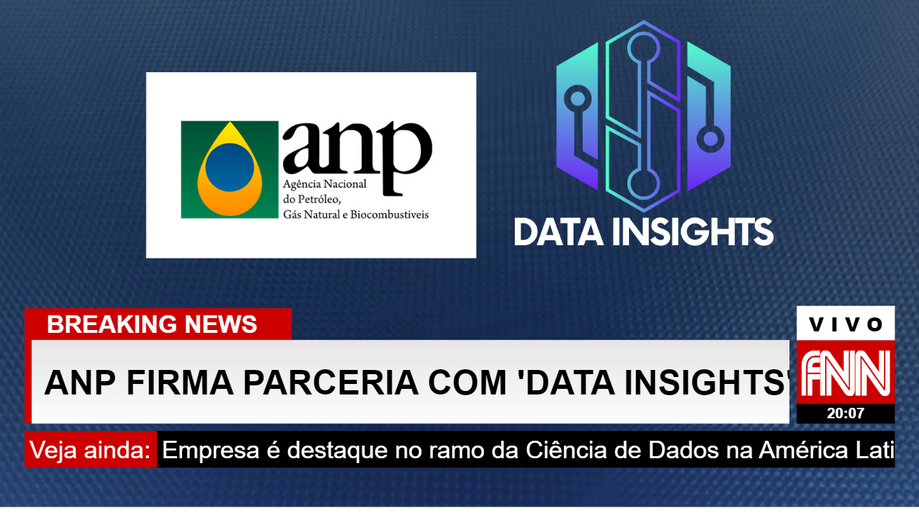 anp
Agência Nacional
do Petróleo,
Gás Natural e Biocombustiveis
DATA INSIGHTS
BREAKING NEWS
ANP FIRMA PARCERIA COM 'DATA INSIGHTS'
VIVO
FNN
20:07
Veja ainda: Empresa é destaque no ramo da Ciência de Dados na América Lati